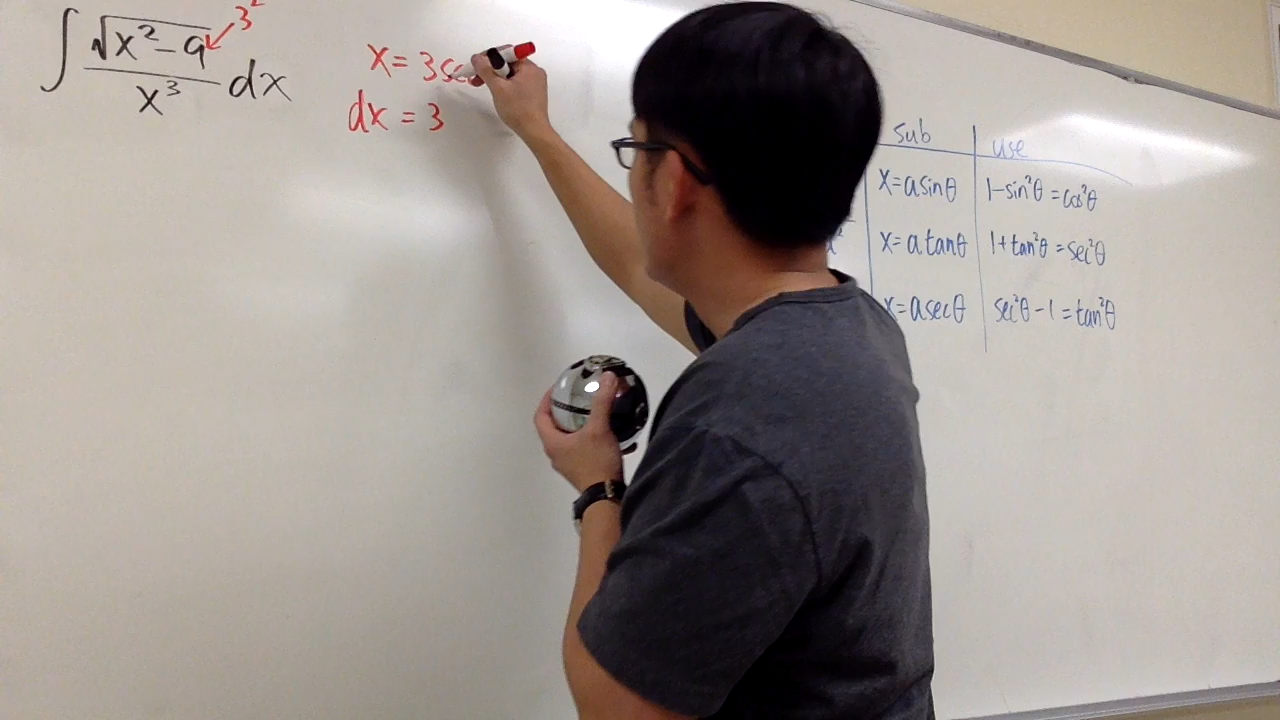 ∫ √(x² - 9) / x³ dx
3²
x = 3sec
dx = 3
sub | use
x = a sinθ | 1 - sin²θ = cos²θ
x = a tanθ | 1 + tan²θ = sec²θ
x = a secθ | sec²θ - 1 = tan²θ